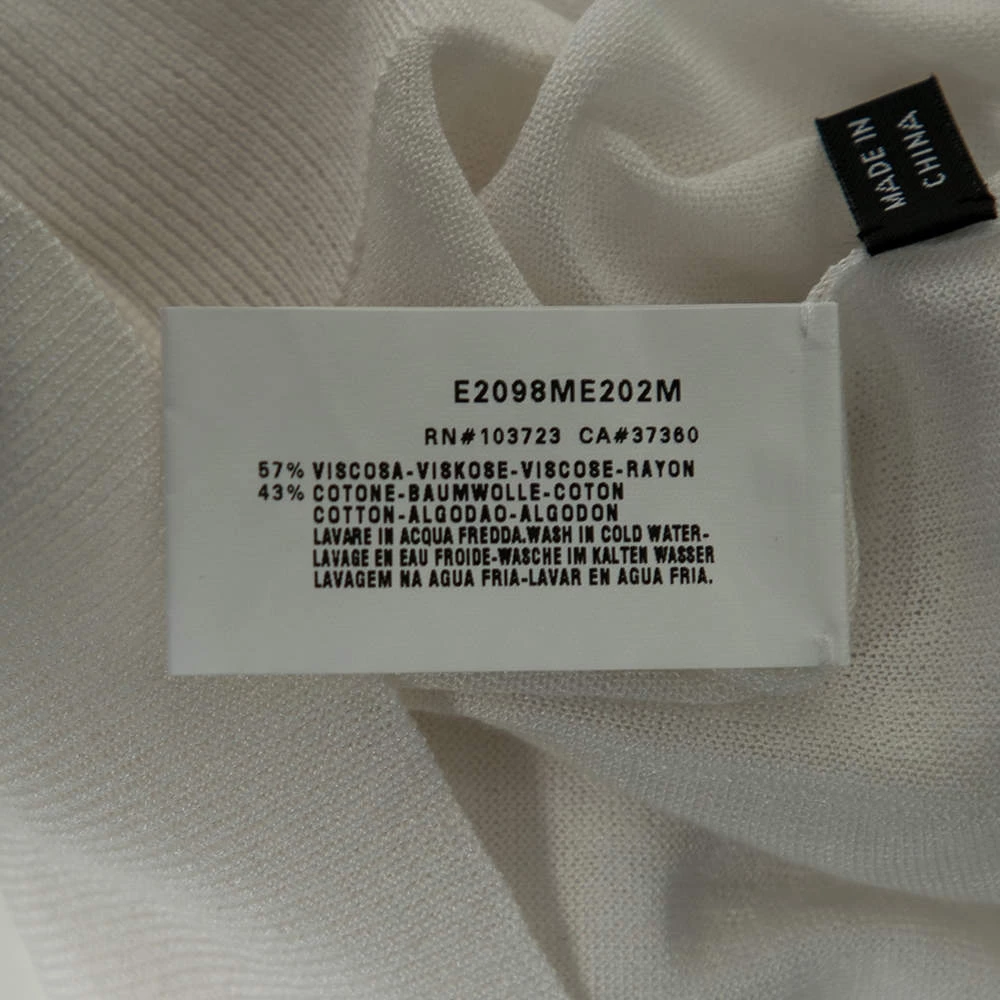 MADE IN
CHINA
E2098ME202M
RN#103723 CA#37360
57% VISCOSA-VISKOSE-VISCOSE-RAYON
43% COTONE-BAUMWOLLE-COTON
COTTON-ALGODAO-ALGODON
LAVARE IN ACQUA FREDDA.WASH IN COLD WATER-
LAVAGE EN EAU FROIDE-WASCHE IM KALTEN WASSER
LAVAGEM NA AGUA FRIA-LAVAR EN AGUA FRIA.